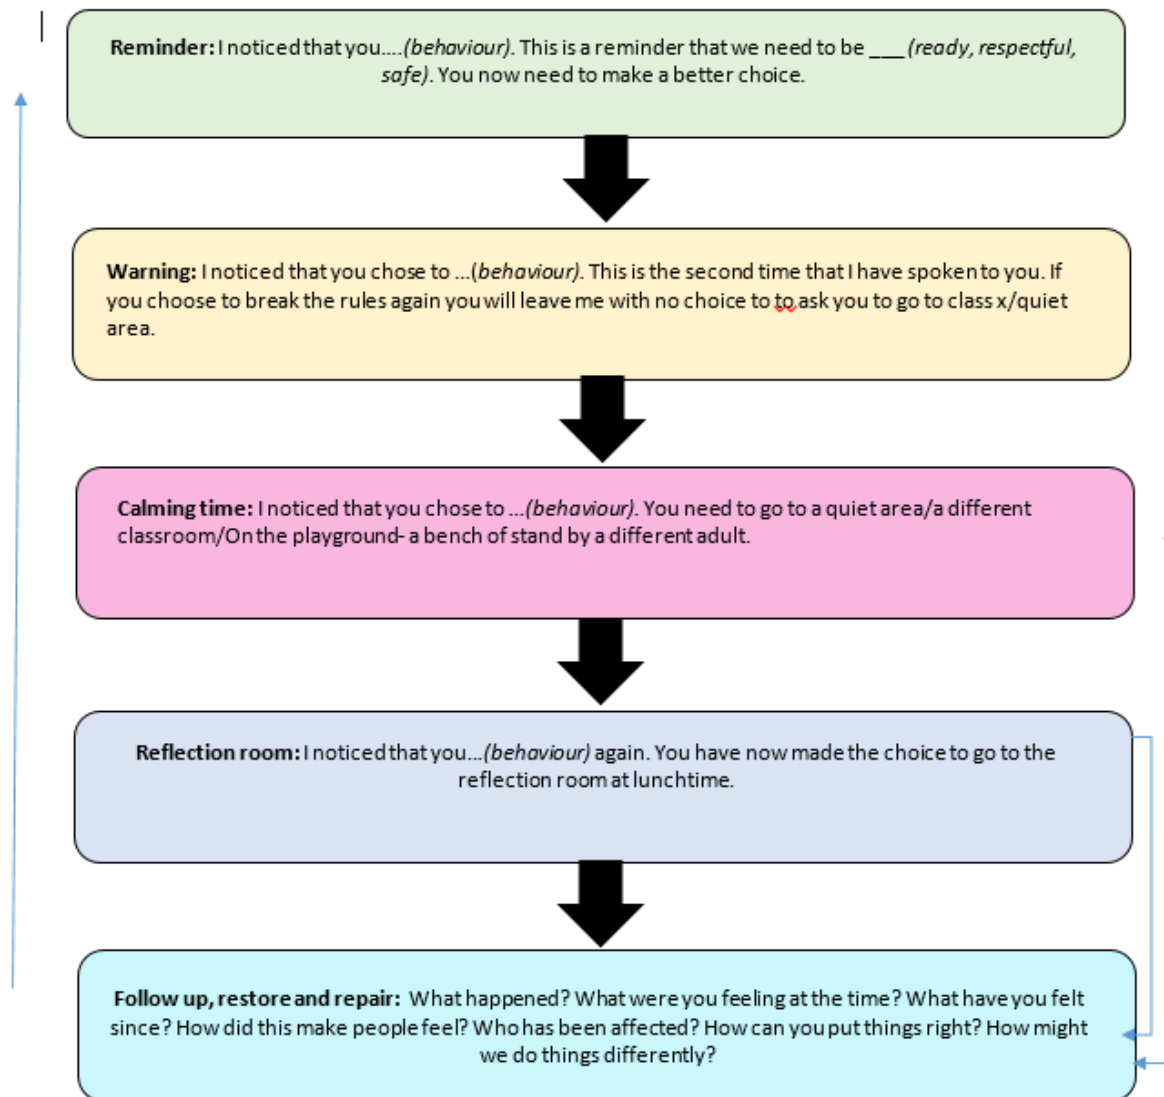 Reminder: I noticed that you....(behaviour). This is a reminder that we need to be ___ (ready, respectful,
safe). You now need to make a better choice.
Warning: I noticed that you chose to ...(behaviour). This is the second time that I have spoken to you. If
you choose to break the rules again you will leave me with no choice to to ask you to go to class x/quiet
area.
Calming time: I noticed that you chose to ...(behaviour). You need to go to a quiet area/a different
classroom/On the playground- a bench of stand by a different adult.
Reflection room: I noticed that you...(behaviour) again. You have now made the choice to go to the
reflection room at lunchtime.
Follow up, restore and repair: What happened? What were you feeling at the time? What have you felt
since? How did this make people feel? Who has been affected? How can you put things right? How might
we do things differently?